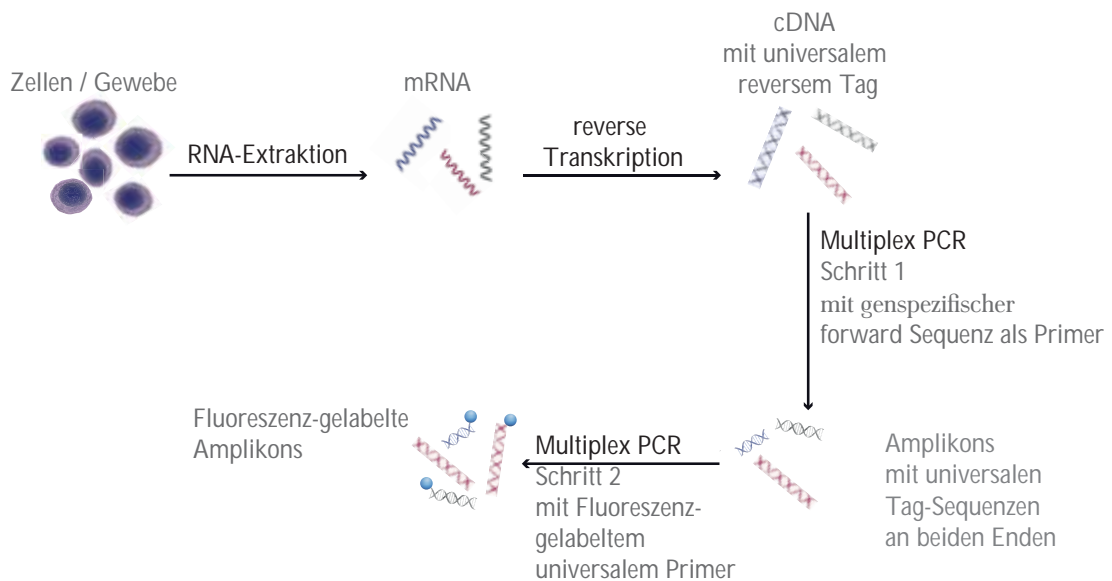 Zellen / Gewebe
RNA-Extraktion
mRNA
reverse
Transkription
cDNA
mit universalem
reversem Tag
Multiplex PCR
Schritt 1
mit genspezifischer
forward Sequenz als Primer
Amplikons
mit universalen
Tag-Sequenzen
an beiden Enden
Multiplex PCR
Schritt 2
mit Fluoreszenz-
gelabeltem
universalem Primer
Fluoreszenz-gelabelte
Amplikons